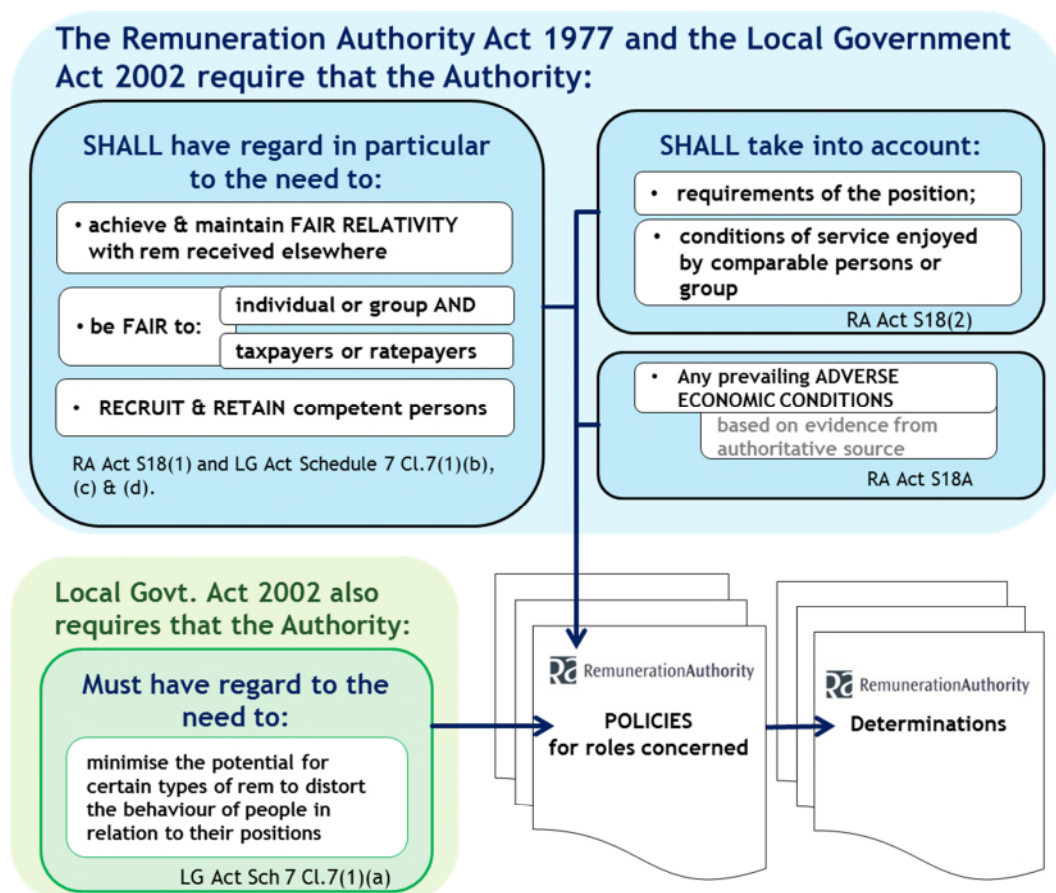 The Remuneration Authority Act 1977 and the Local Government
Act 2002 require that the Authority:
SHALL have regard in particular
to the need to:
• achieve & maintain FAIR RELATIVITY
with rem received elsewhere
• be FAIR to:
individual or group AND
taxpayers or ratepayers
• RECRUIT & RETAIN competent persons
RA Act S18(1) and LG Act Schedule 7 Cl.7(1)(b),
(c) & (d).
SHALL take into account:
• requirements of the position;
• conditions of service enjoyed
by comparable persons or
group
RA Act S18(2)
• Any prevailing ADVERSE
ECONOMIC CONDITIONS
based on evidence from
authoritative source
RA Act S18A
Local Govt. Act 2002 also
requires that the Authority:
Must have regard to the
need to:
minimise the potential for
certain types of rem to distort
the behaviour of people in
relation to their positions
LG Act Sch 7 Cl.7(1)(a)
Ra RemunerationAuthority
POLICIES
for roles concerned
Ra RemunerationAuthority
Determinations